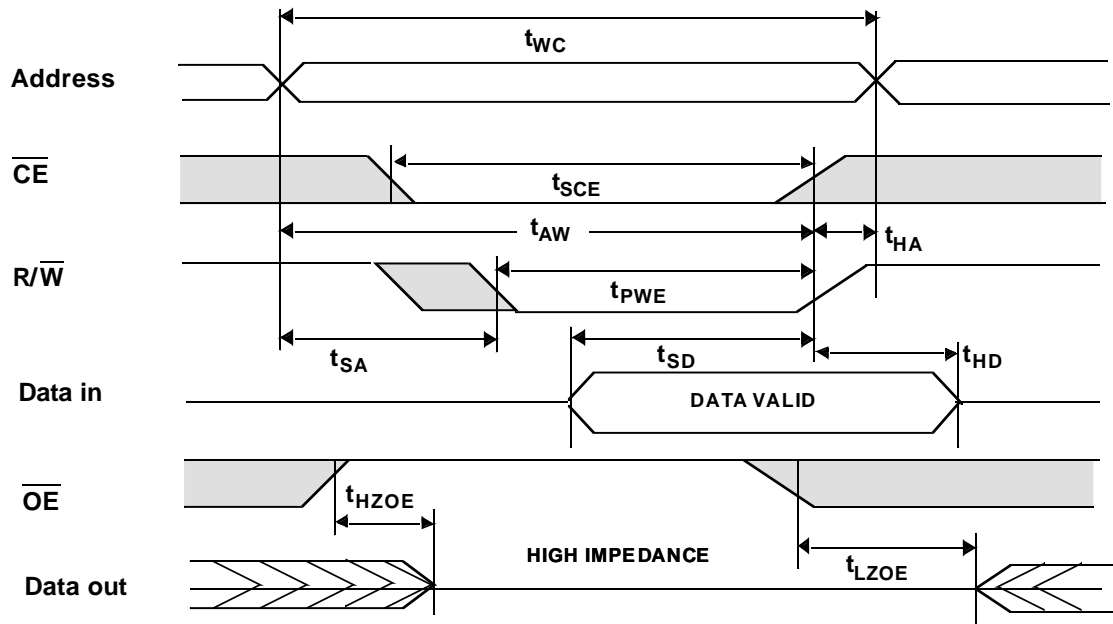 tWC
Address
CE
tSCE
tAW
tHA
R/W
tPWE
tSA
tSD
tHD
Data in
DATA VALID
OE
tHZOE
HIGH IMPEDANCE
tLZOE
Data out